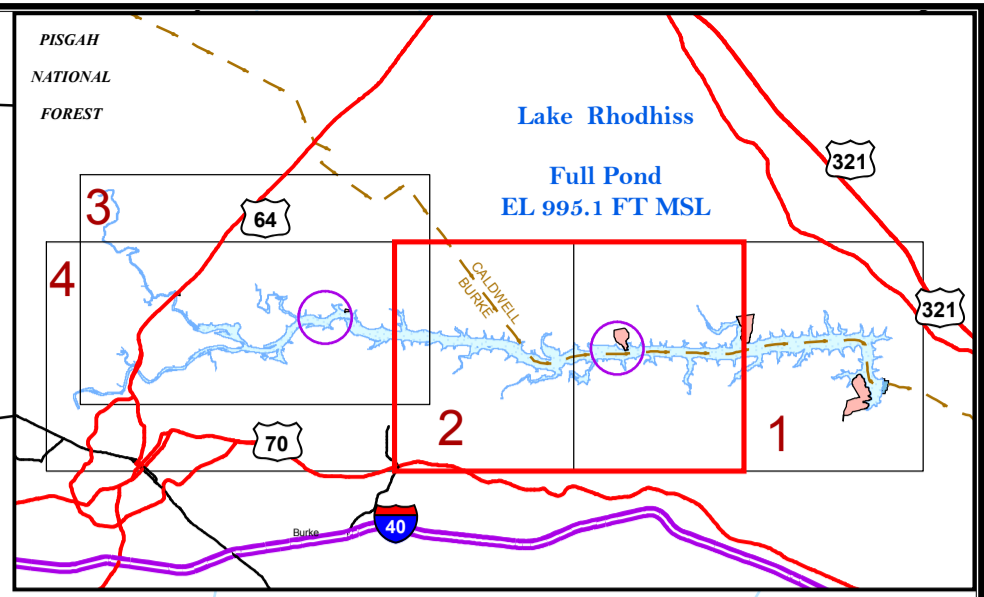 PISGAH
NATIONAL
FOREST
Lake Rhodhiss
Full Pond
EL 995.1 FT MSL
321
3
64
4
CALDWELL
BURKE
321
2
1
70
40
Burke